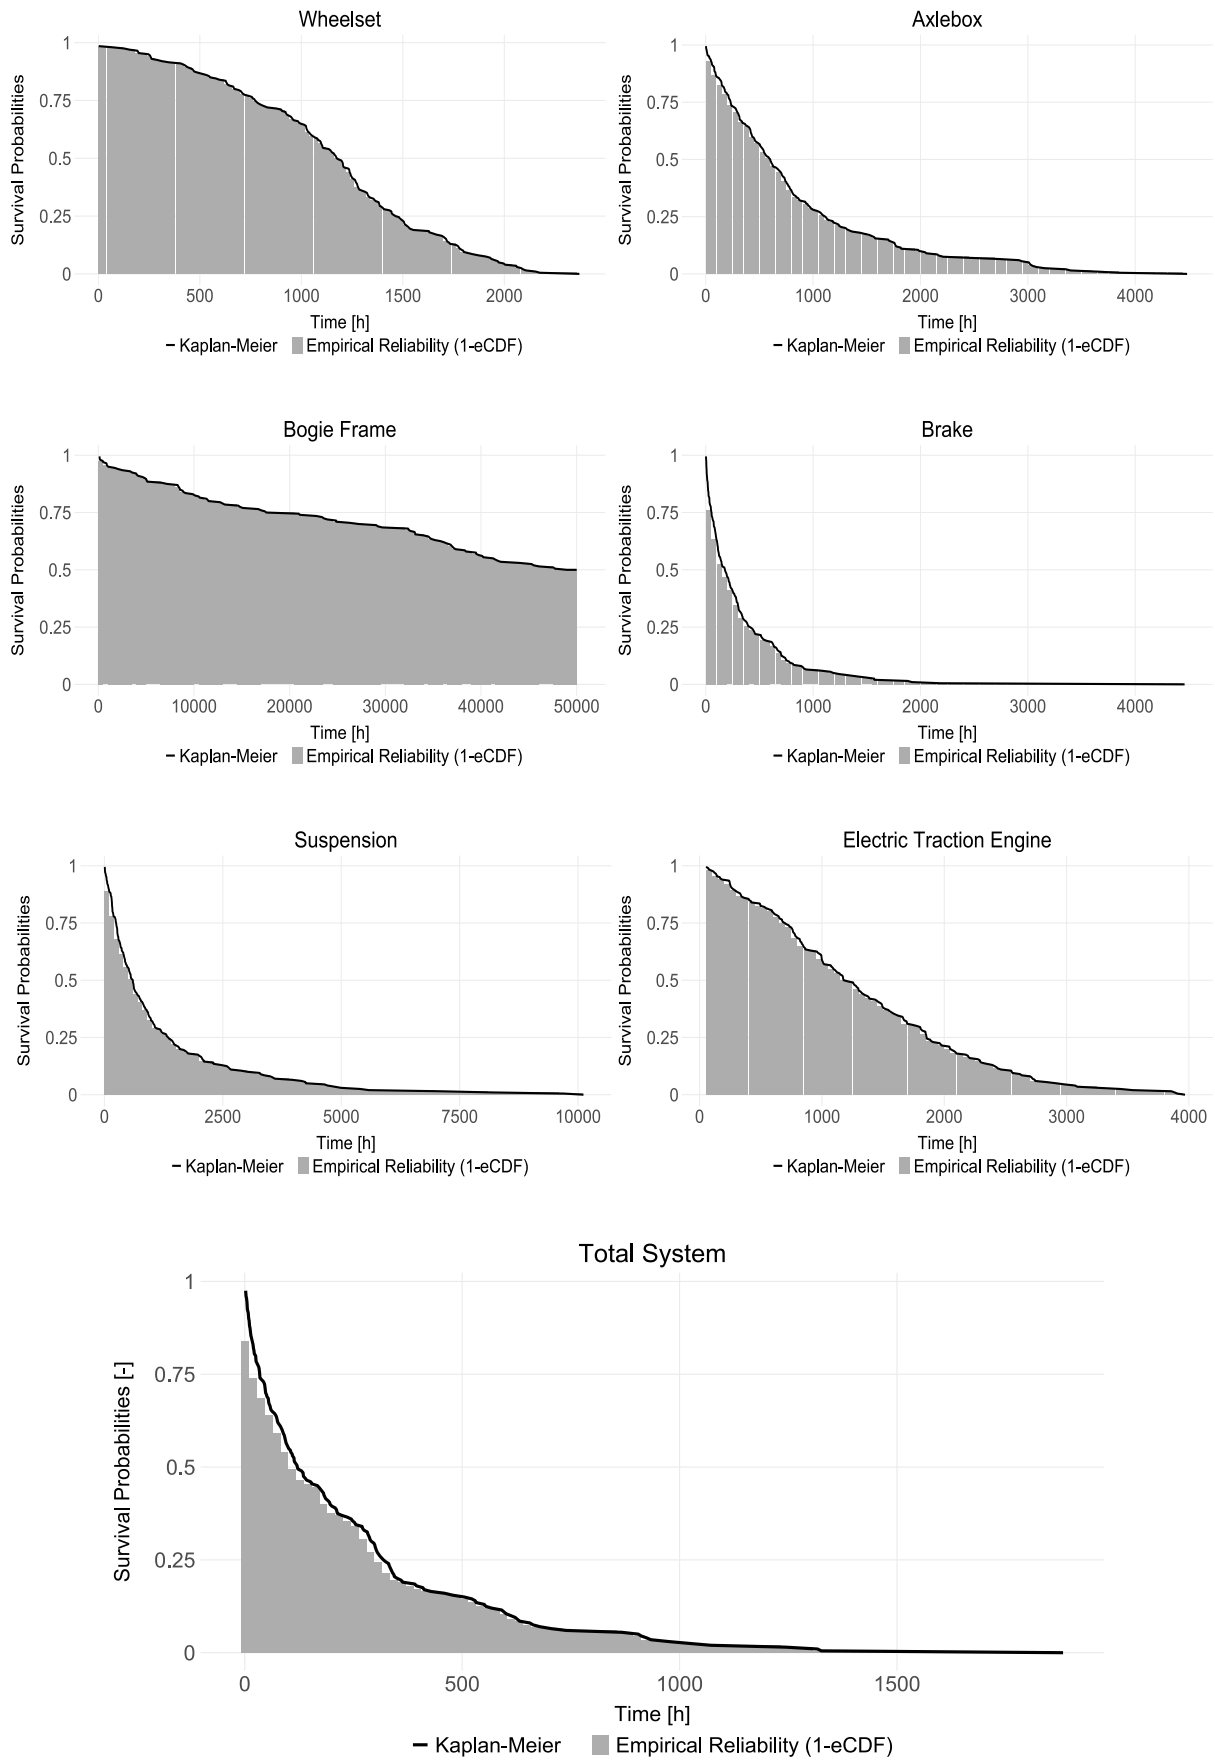 Wheelset
Survival Probabilities
1
0.75
0.5
0.25
0
0 500 1000 1500 2000
Time [h]
Kaplan-Meier Empirical Reliability (1-eCDF)
Axlebox
Survival Probabilities
1
0.75
0.5
0.25
0
0 1000 2000 3000 4000
Time [h]
Kaplan-Meier Empirical Reliability (1-eCDF)
Bogie Frame
Survival Probabilities
1
0.75
0.5
0.25
0
0 10000 20000 30000 40000 50000
Time [h]
Kaplan-Meier Empirical Reliability (1-eCDF)
Brake
Survival Probabilities
1
0.75
0.5
0.25
0
0 1000 2000 3000 4000
Time [h]
Kaplan-Meier Empirical Reliability (1-eCDF)
Suspension
Survival Probabilities
1
0.75
0.5
0.25
0
0 2500 5000 7500 10000
Time [h]
Kaplan-Meier Empirical Reliability (1-eCDF)
Electric Traction Engine
Survival Probabilities
1
0.75
0.5
0.25
0
0 1000 2000 3000 4000
Time [h]
Kaplan-Meier Empirical Reliability (1-eCDF)
Total System
Survival Probabilities [-]
1
0.75
0.5
0.25
0
0 500 1000 1500
Time [h]
Kaplan-Meier Empirical Reliability (1-eCDF)